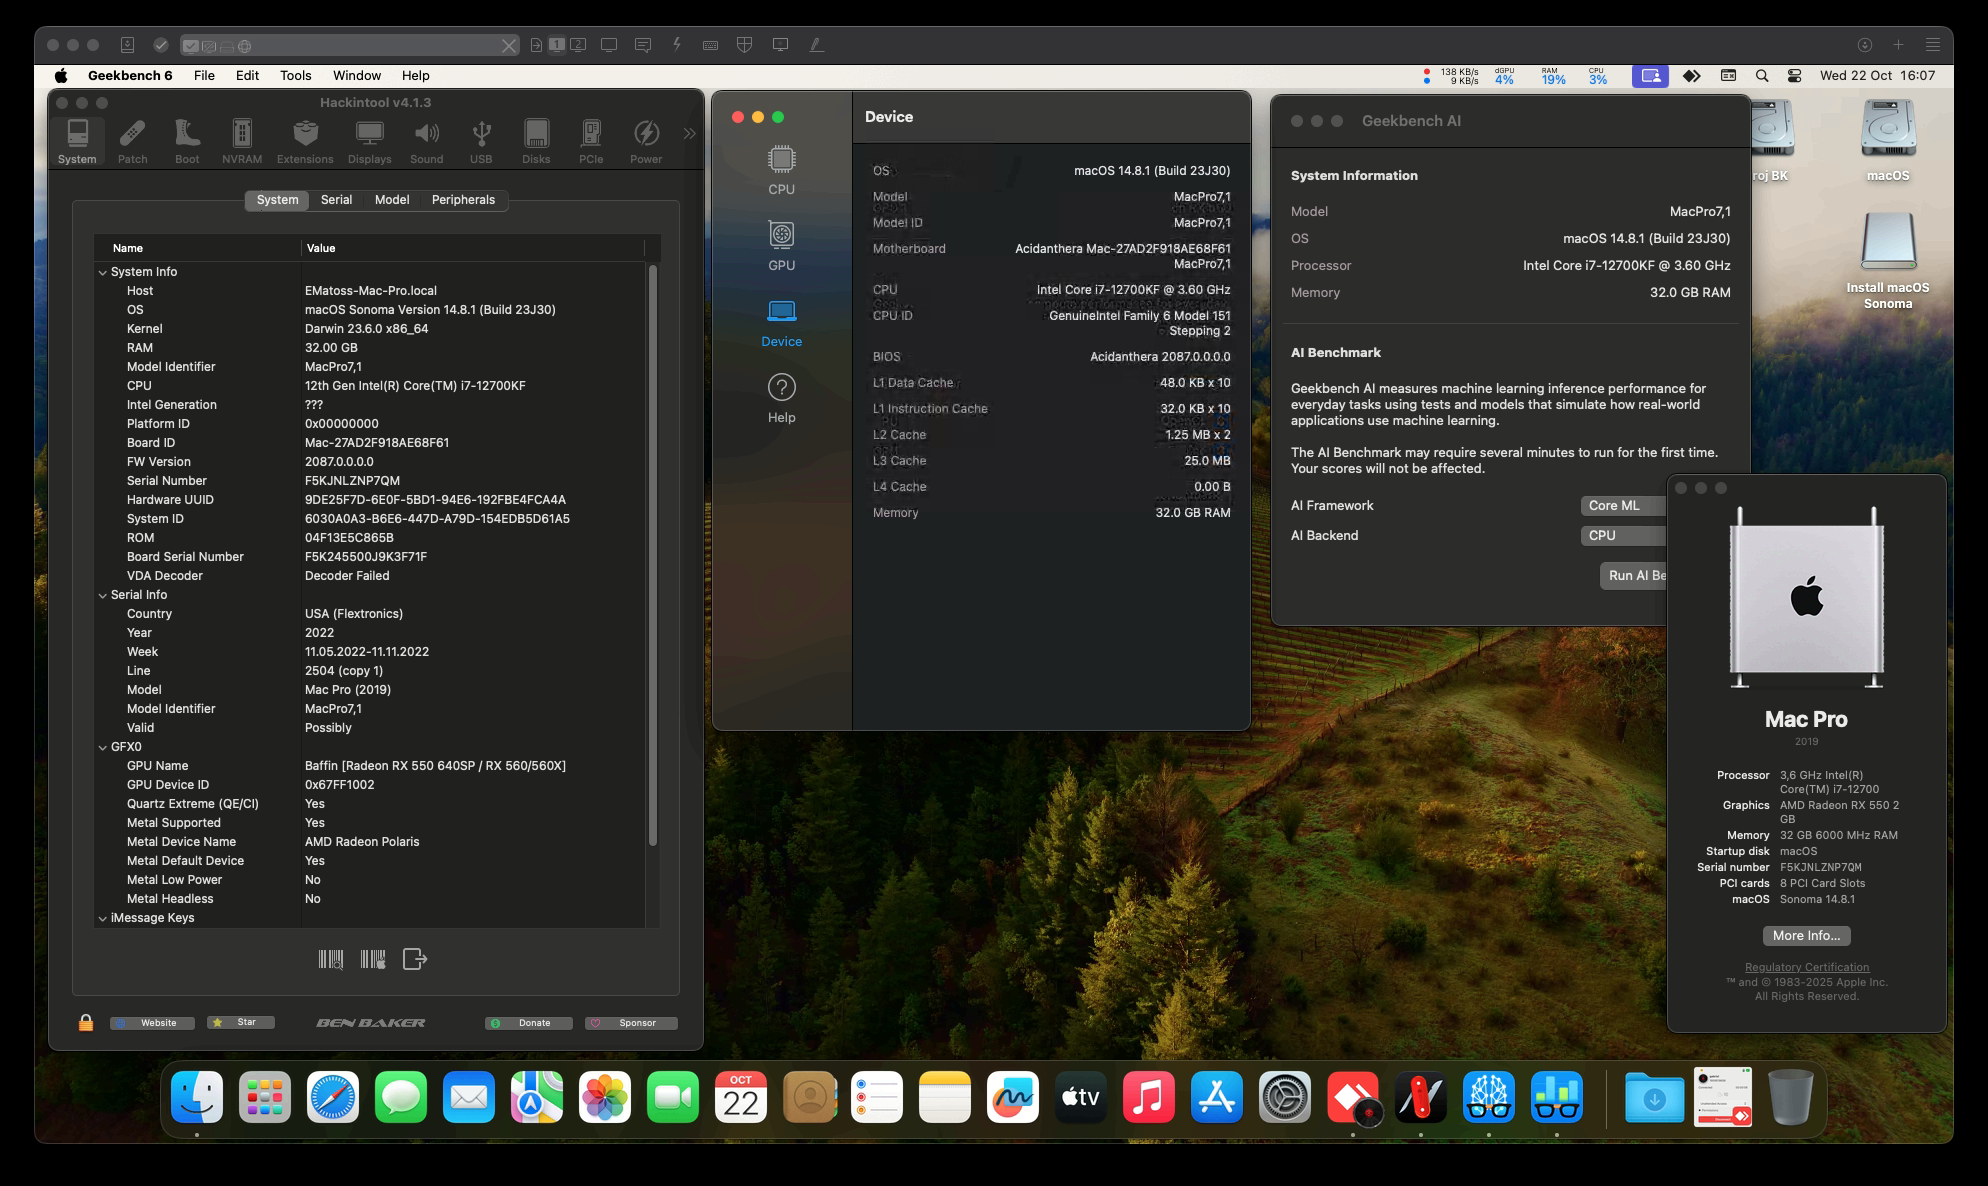 1
2
Geekbench 6 File Edit Tools Window Help
138 KB/s
9 KB/s
dGPU
4%
RAM
19%
CPU
3%
Wed 22 Oct 16:07
Hackintool v4.1.3
System Patch Boot NVRAM Extensions Displays Sound USB Disks PCIe Power
System Serial Model Peripherals
Name Value
System Info
Host EMatoss-Mac-Pro.local
OS macOS Sonoma Version 14.8.1 (Build 23J30)
Kernel Darwin 23.6.0 x86_64
RAM 32.00 GB
Model Identifier MacPro7,1
CPU 12th Gen Intel(R) Core(TM) i7-12700KF
Intel Generation ???
Platform ID 0x00000000
Board ID Mac-27AD2F918AE68F61
FW Version 2087.0.0.0.0
Serial Number F5KJNLZNP7QM
Hardware UUID 9DE25F7D-6E0F-5BD1-94E6-192FBE4FCA4A
System ID 6030A0A3-B6E6-447D-A79D-154EDB5D61A5
ROM 04F13E5C865B
Board Serial Number F5K245500J9K3F71F
VDA Decoder Decoder Failed
Serial Info
Country USA (Flextronics)
Year 2022
Week 11.05.2022-11.11.2022
Line 2504 (copy 1)
Model Mac Pro (2019)
Model Identifier MacPro7,1
Valid Possibly
GFX0
GPU Name Baffin [Radeon RX 550 640SP / RX 560/560X]
GPU Device ID 0x67FF1002
Quartz Extreme (QE/CI) Yes
Metal Supported Yes
Metal Device Name AMD Radeon Polaris
Metal Default Device Yes
Metal Low Power No
Metal Headless No
iMessage Keys
Website Star BEN BAKER Donate Sponsor
CPU
GPU
Device
Help
Device
OS macOS 14.8.1 (Build 23J30)
Model MacPro7,1
Model ID MacPro7,1
Motherboard Acidanthera Mac-27AD2F918AE68F61
MacPro7,1
CPU Intel Core i7-12700KF @ 3.60 GHz
CPU ID GenuineIntel Family 6 Model 151
Stepping 2
BIOS Acidanthera 2087.0.0.0.0
L1 Data Cache 48.0 KB x 10
L1 Instruction Cache 32.0 KB x 10
L2 Cache 1.25 MB x 2
L3 Cache 25.0 MB
L4 Cache 0.00 B
Memory 32.0 GB RAM
Geekbench AI
System Information
Model MacPro7,1
OS macOS 14.8.1 (Build 23J30)
Processor Intel Core i7-12700KF @ 3.60 GHz
Memory 32.0 GB RAM
AI Benchmark
Geekbench AI measures machine learning inference performance for
everyday tasks using tests and models that simulate how real-world
applications use machine learning.
The AI Benchmark may require several minutes to run for the first time.
Your scores will not be affected.
AI Framework Core ML
AI Backend CPU
Run AI Be
roj BK
macOS
Install macOS
Sonoma
Mac Pro
2019
Processor 3,6 GHz Intel(R)
Core(TM) i7-12700
Graphics AMD Radeon RX 550 2
GB
Memory 32 GB 6000 MHz RAM
Startup disk macOS
Serial number F5KJNLZNP7QM
PCI cards 8 PCI Card Slots
macOS Sonoma 14.8.1
More Info...
Regulatory Certification
™ and © 1983-2025 Apple Inc.
All Rights Reserved.
OCT
22
tv